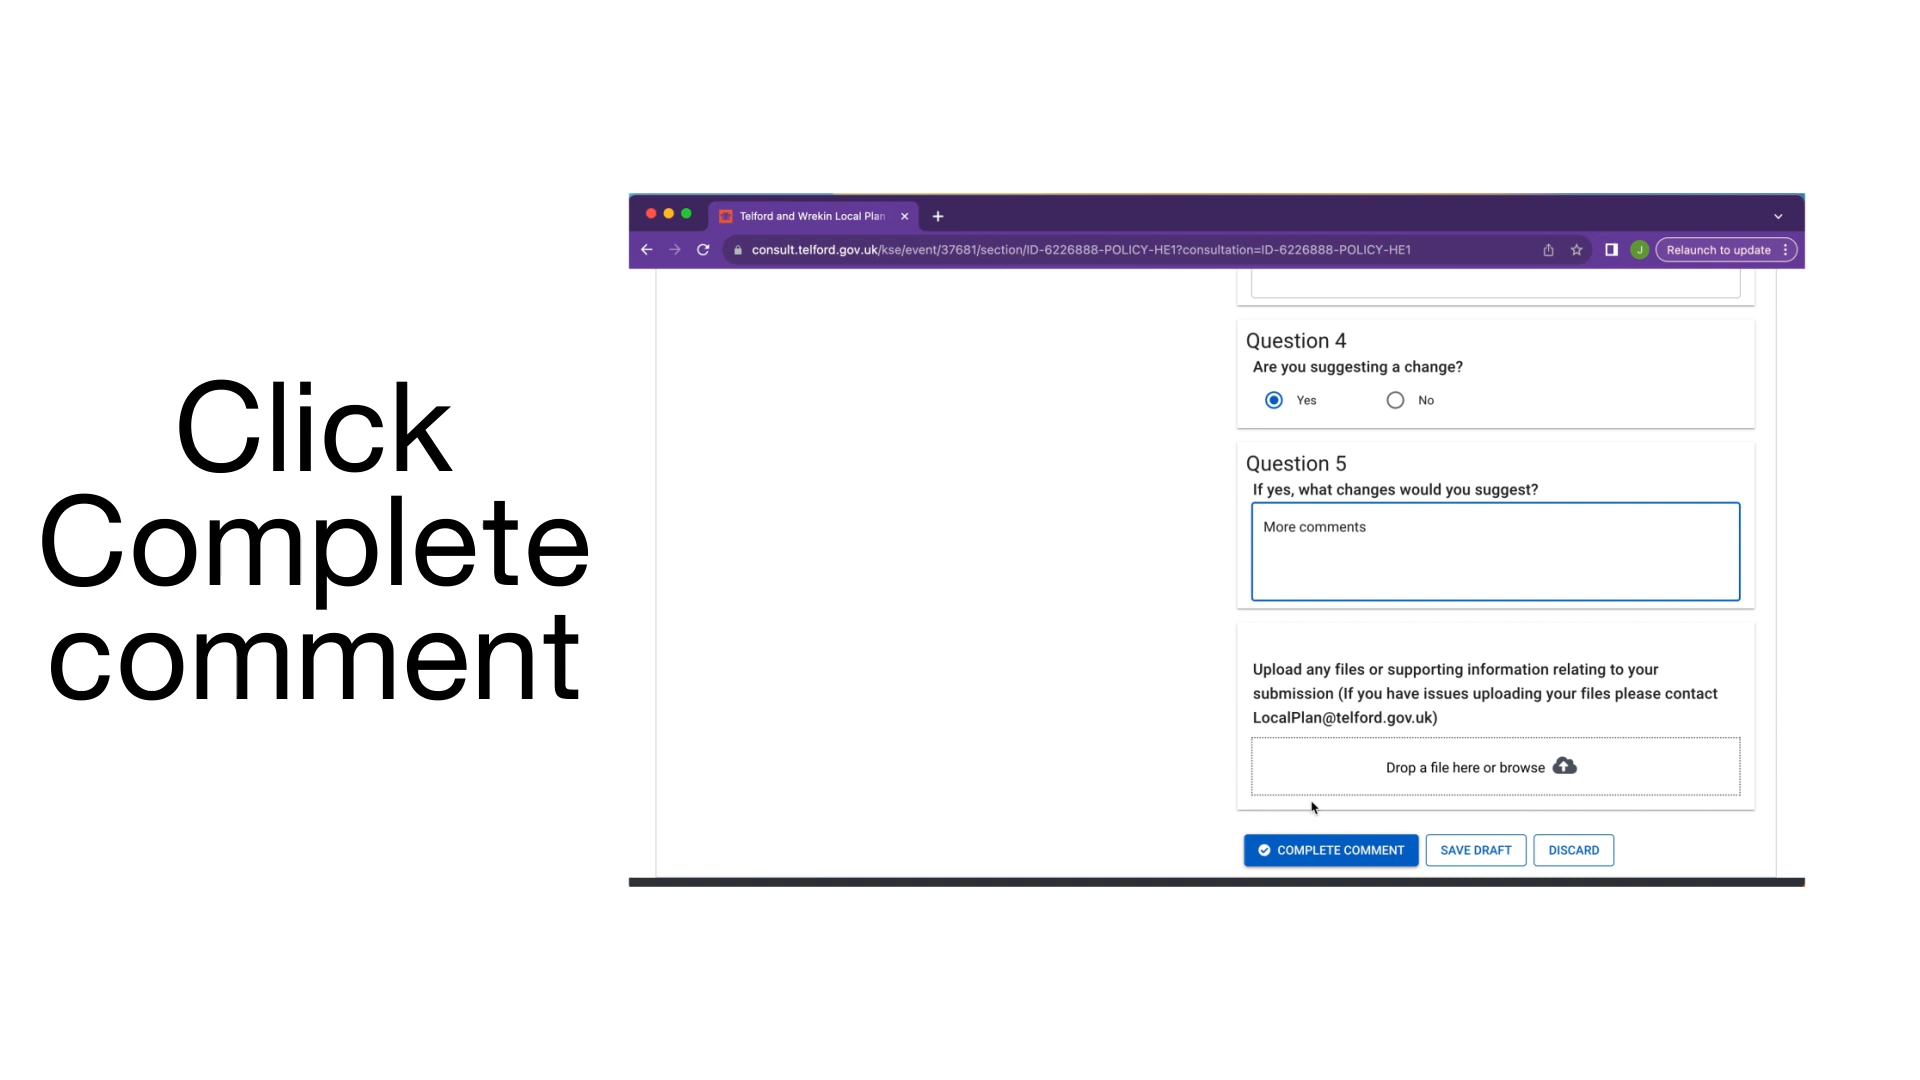 Click
Complete
comment
Telford and Wrekin Local Plan
consult.telford.gov.uk/kse/event/37681/section/ID-6226888-POLICY-HE1?consultation=ID-6226888-POLICY-HE1
J
Relaunch to update
Question 4
Are you suggesting a change?
Yes
No
Question 5
If yes, what changes would you suggest?
More comments
Upload any files or supporting information relating to your
submission (If you have issues uploading your files please contact
LocalPlan@telford.gov.uk)
Drop a file here or browse
COMPLETE COMMENT
SAVE DRAFT
DISCARD